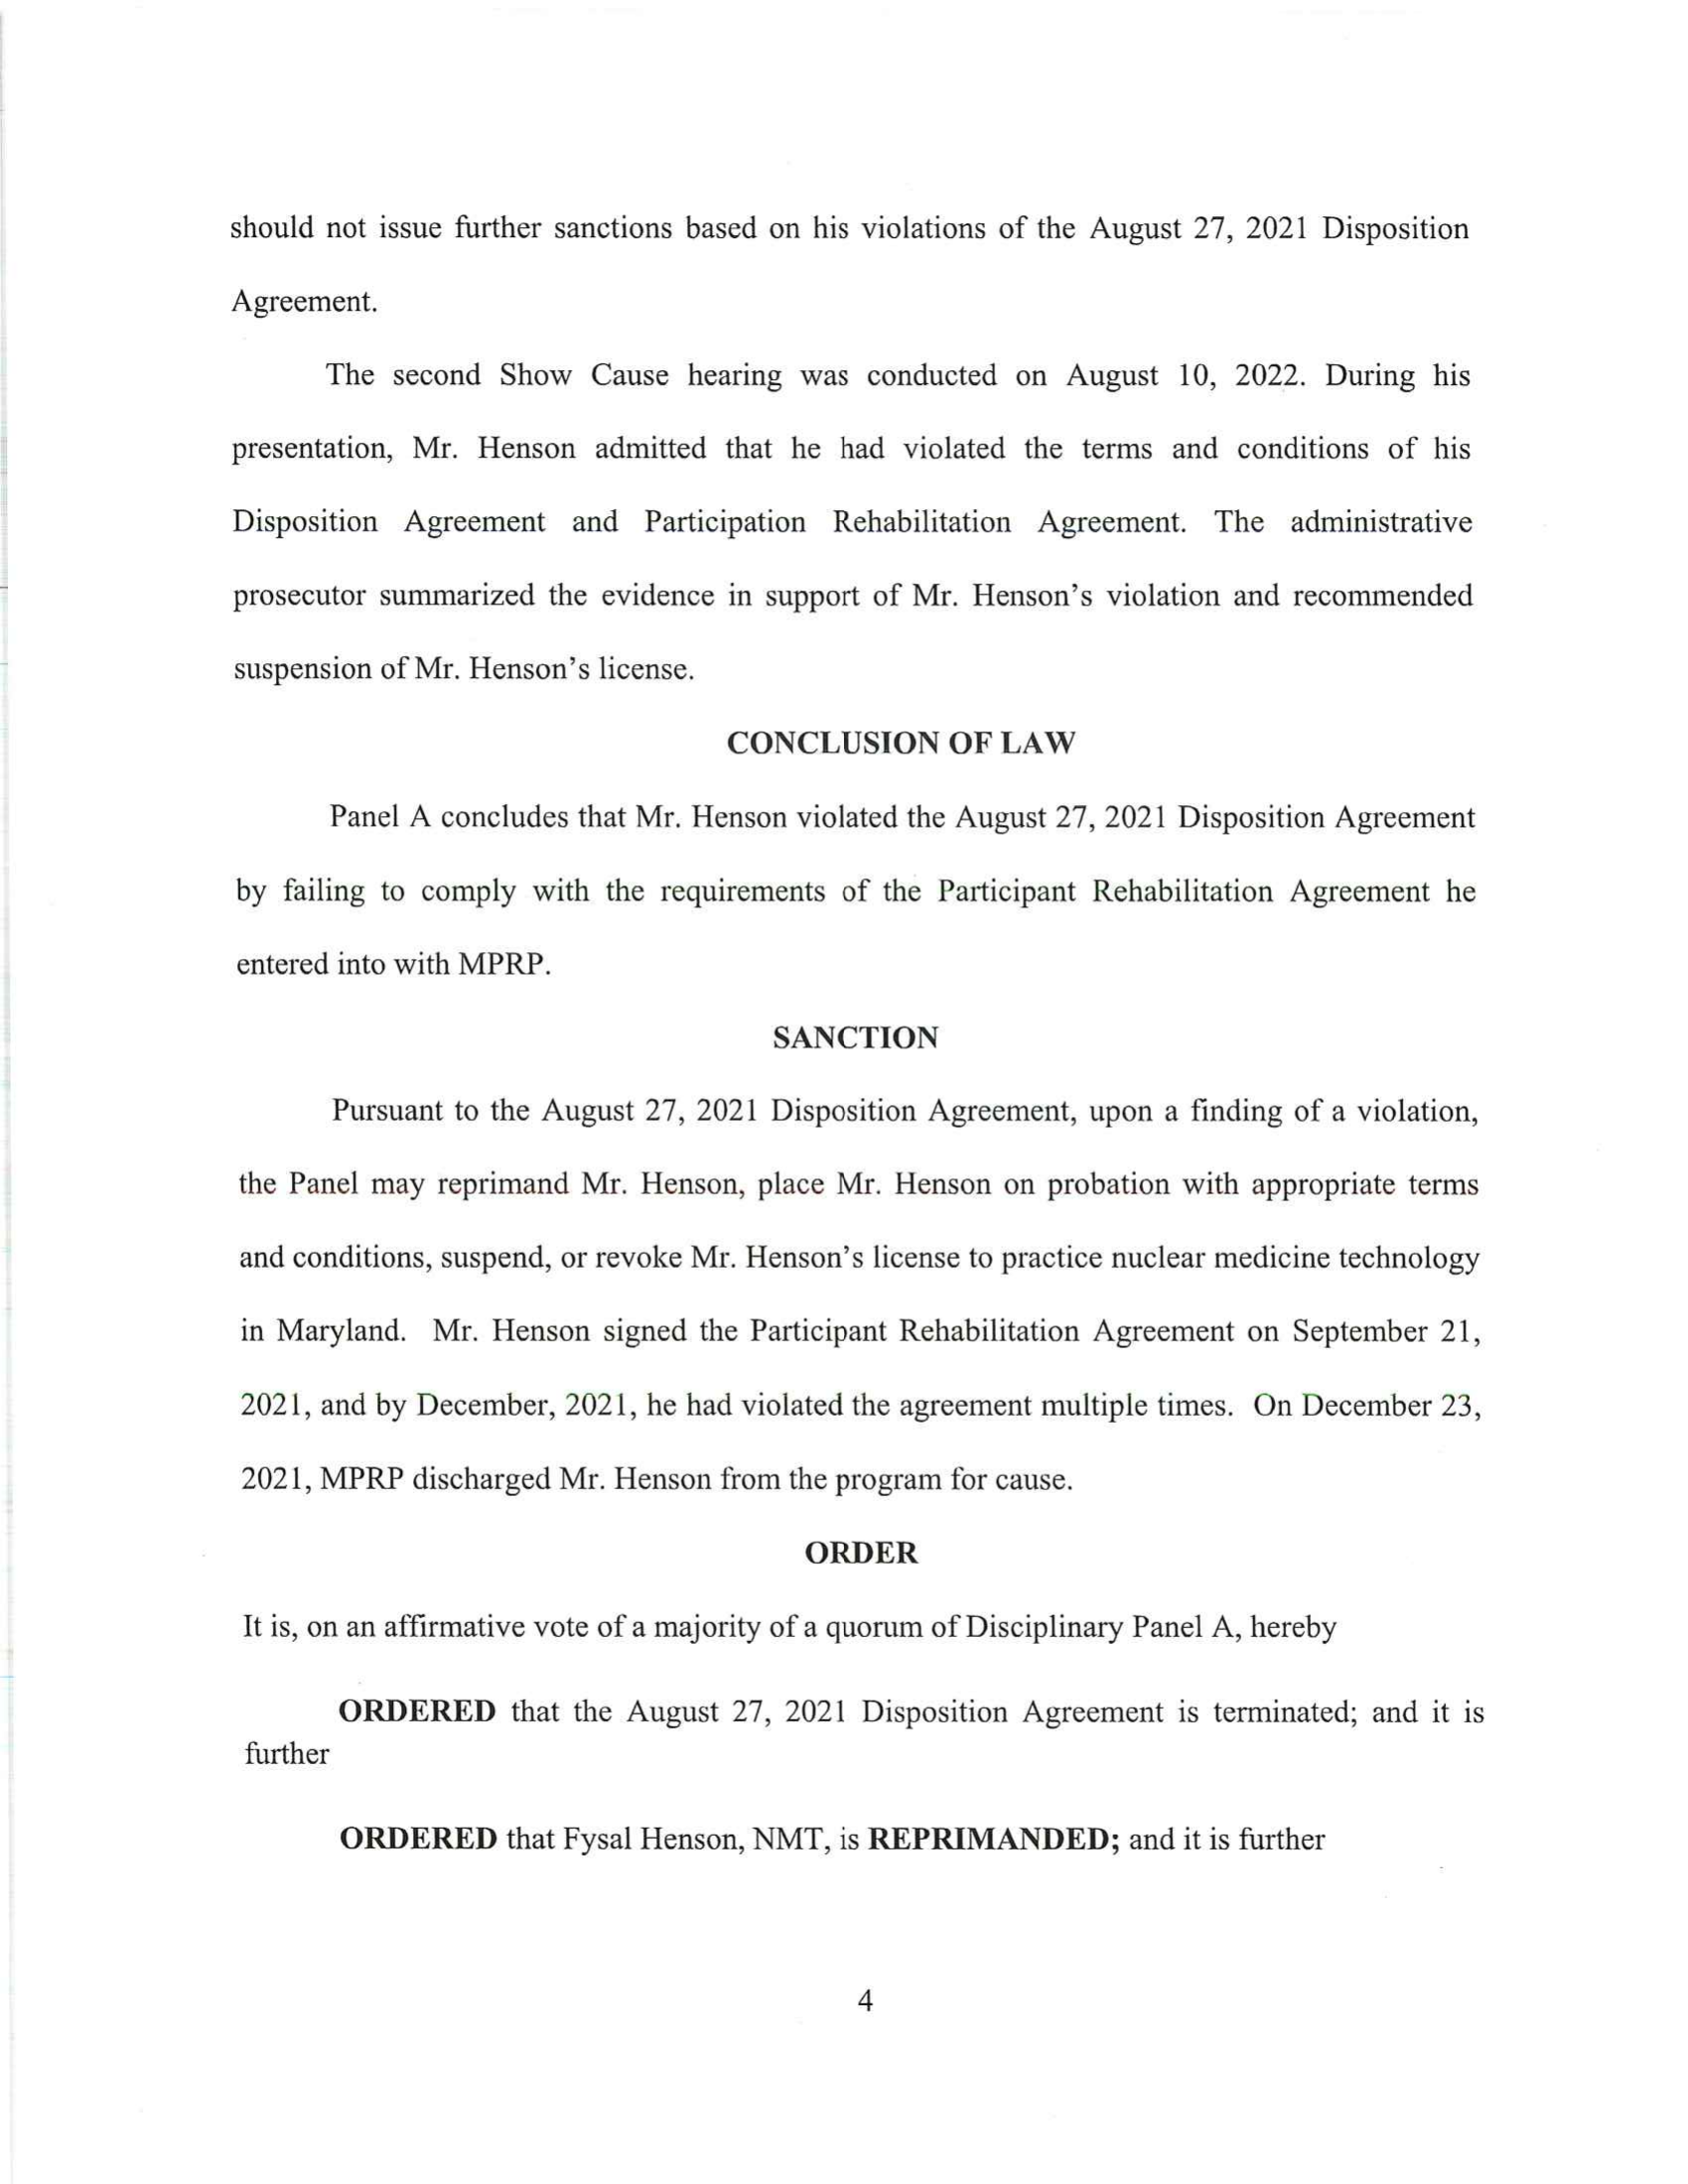 should not issue further sanctions based on his violations of the August 27, 2021 Disposition
Agreement.
The second Show Cause hearing was conducted on August 10, 2022. During his
presentation, Mr. Henson admitted that he had violated the terms and conditions of his
Disposition Agreement and Participation Rehabilitation Agreement. The administrative
prosecutor summarized the evidence in support of Mr. Henson's violation and recommended
suspension of Mr. Henson's license.
CONCLUSION OF LAW
Panel A concludes that Mr. Henson violated the August 27, 2021 Disposition Agreement
by failing to comply with the requirements of the Participant Rehabilitation Agreement he
entered into with MPRP.
SANCTION
Pursuant to the August 27, 2021 Disposition Agreement, upon a finding of a violation,
the Panel may reprimand Mr. Henson, place Mr. Henson on probation with appropriate terms
and conditions, suspend, or revoke Mr. Henson's license to practice nuclear medicine technology
in Maryland. Mr. Henson signed the Participant Rehabilitation Agreement on September 21,
2021, and by December, 2021, he had violated the agreement multiple times. On December 23,
2021, MPRP discharged Mr. Henson from the program for cause.
ORDER
It is, on an affirmative vote of a majority of a quorum of Disciplinary Panel A, hereby
ORDERED that the August 27, 2021 Disposition Agreement is terminated; and it is
further
ORDERED that Fysal Henson, NMT, is REPRIMANDED; and it is further
4